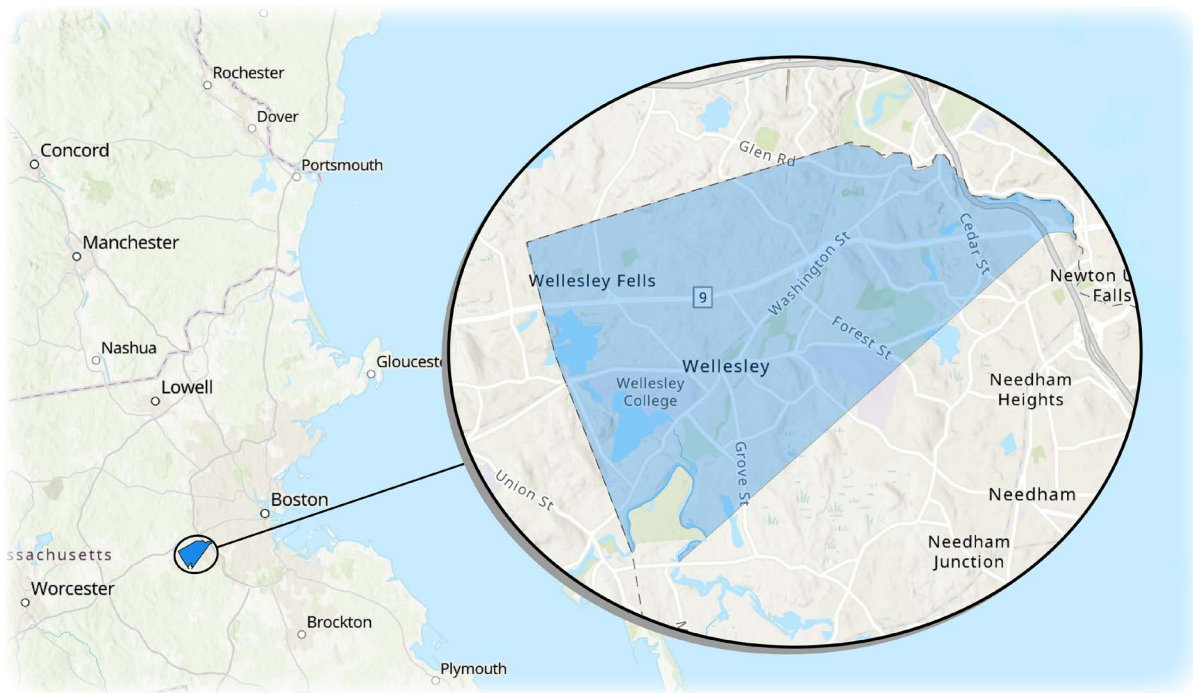 Rochester
Dover
Concord
Portsmouth
Manchester
Nashua
Lowell
Boston
Worcester
Brockton
Plymouth
Glen Rd
Cedar St
Washington St
Wellesley Fells
9
Forest St
Wellesley
Wellesley
College
Needham
Heights
Grove St
Union St
Needham
Needham
Junction
Newton U
Falls
Glouceste
ssachusetts